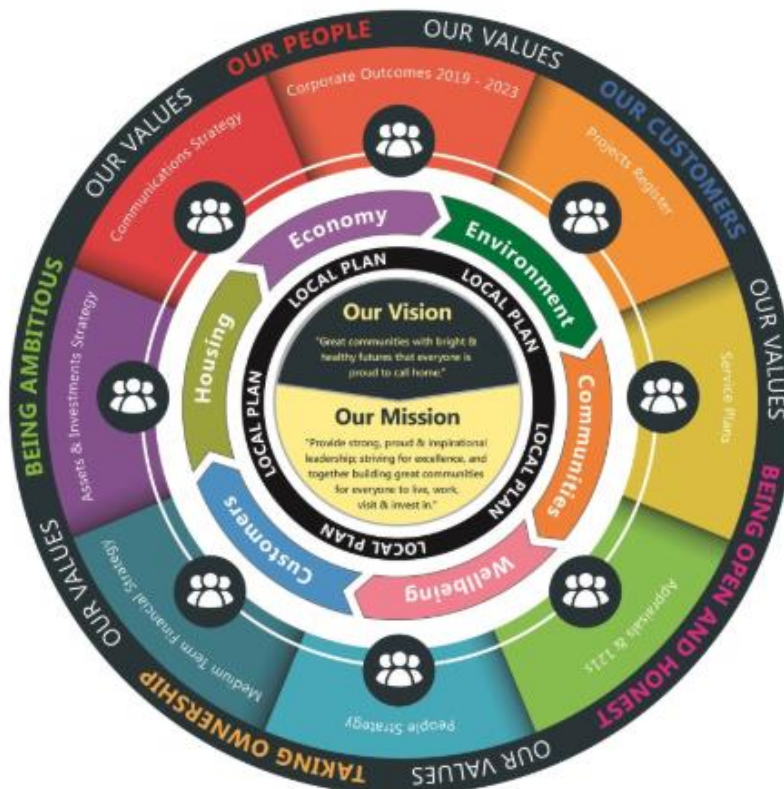 OUR PEOPLE
OUR VALUES
OUR CUSTOMERS
OUR VALUES
BEING OPEN AND HONEST
OUR VALUES
TAKING OWNERSHIP
OUR VALUES
BEING AMBITIOUS
OUR VALUES
Corporate Outcomes 2019 - 2023
Projects Register
Service Plans
Appraisals & 121s
People Strategy
Medium Term Financial Strategy
Assets & Investments Strategy
Communications Strategy
Economy
Environment
Communities
Wellbeing
Customers
Housing
LOCAL PLAN
LOCAL PLAN
LOCAL PLAN
LOCAL PLAN
LOCAL PLAN
Our Vision
"Great communities with bright &
healthy futures that everyone is
proud to call home."
Our Mission
"Provide strong, proud & inspirational
leadership; striving for excellence, and
together building great communities
for everyone to live, work,
visit & invest in."